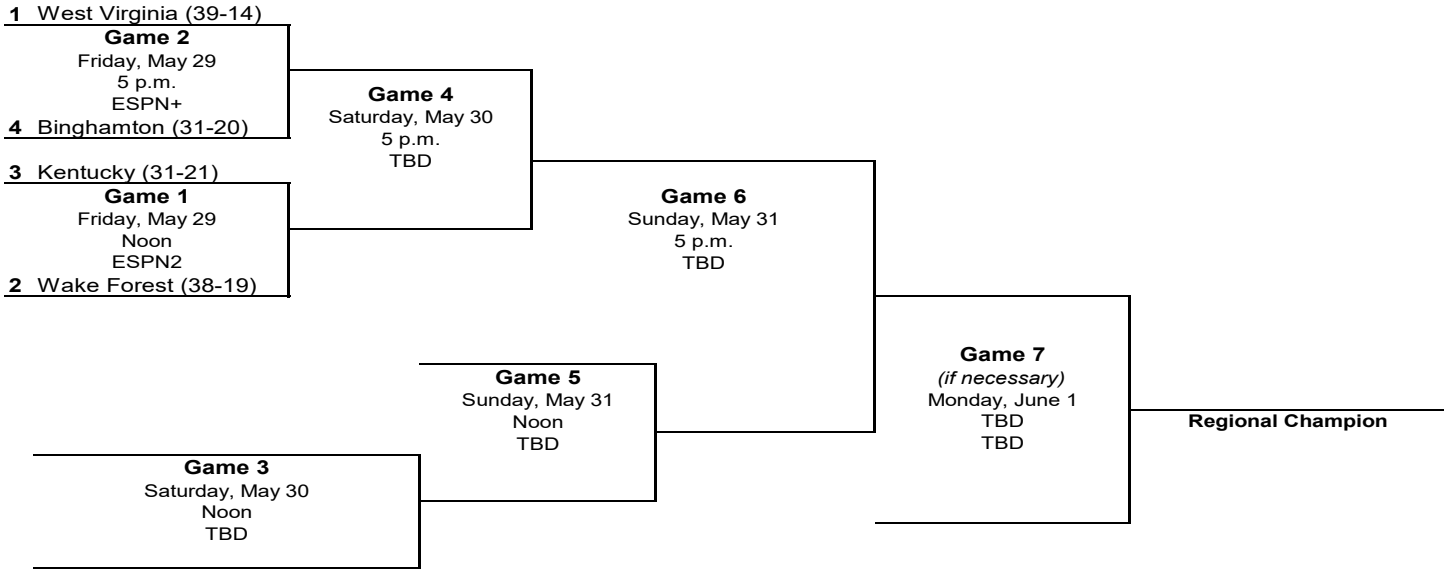 1 West Virginia (39-14)
Game 2
Friday, May 29
5 p.m.
ESPN+
4 Binghamton (31-20)
3 Kentucky (31-21)
Game 1
Friday, May 29
Noon
ESPN2
2 Wake Forest (38-19)
Game 4
Saturday, May 30
5 p.m.
TBD
Game 6
Sunday, May 31
5 p.m.
TBD
Game 5
Sunday, May 31
Noon
TBD
Game 3
Saturday, May 30
Noon
TBD
Game 7
(if necessary)
Monday, June 1
TBD
TBD
Regional Champion